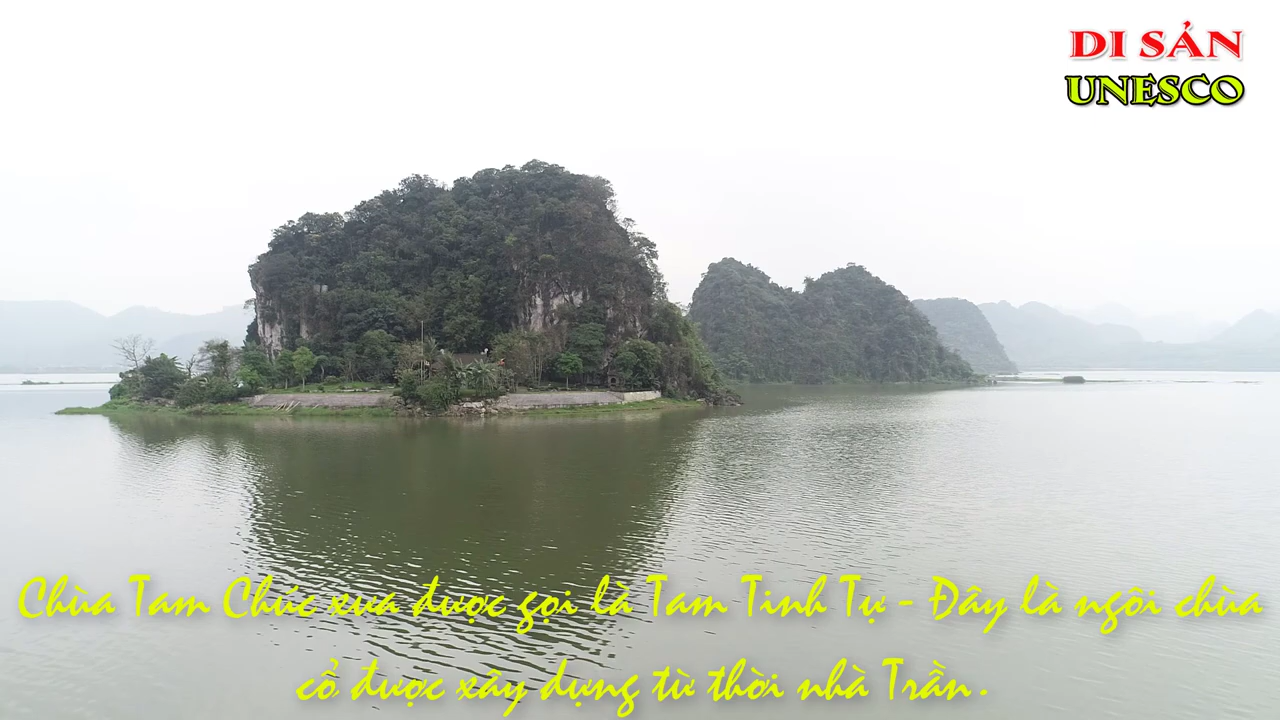 DI SẢN
UNESCO
Chùa Tam Chúc xưa được gọi là Tam Tinh Tự - Đây là ngôi chùa
cổ được xây dựng từ thời nhà Trần.